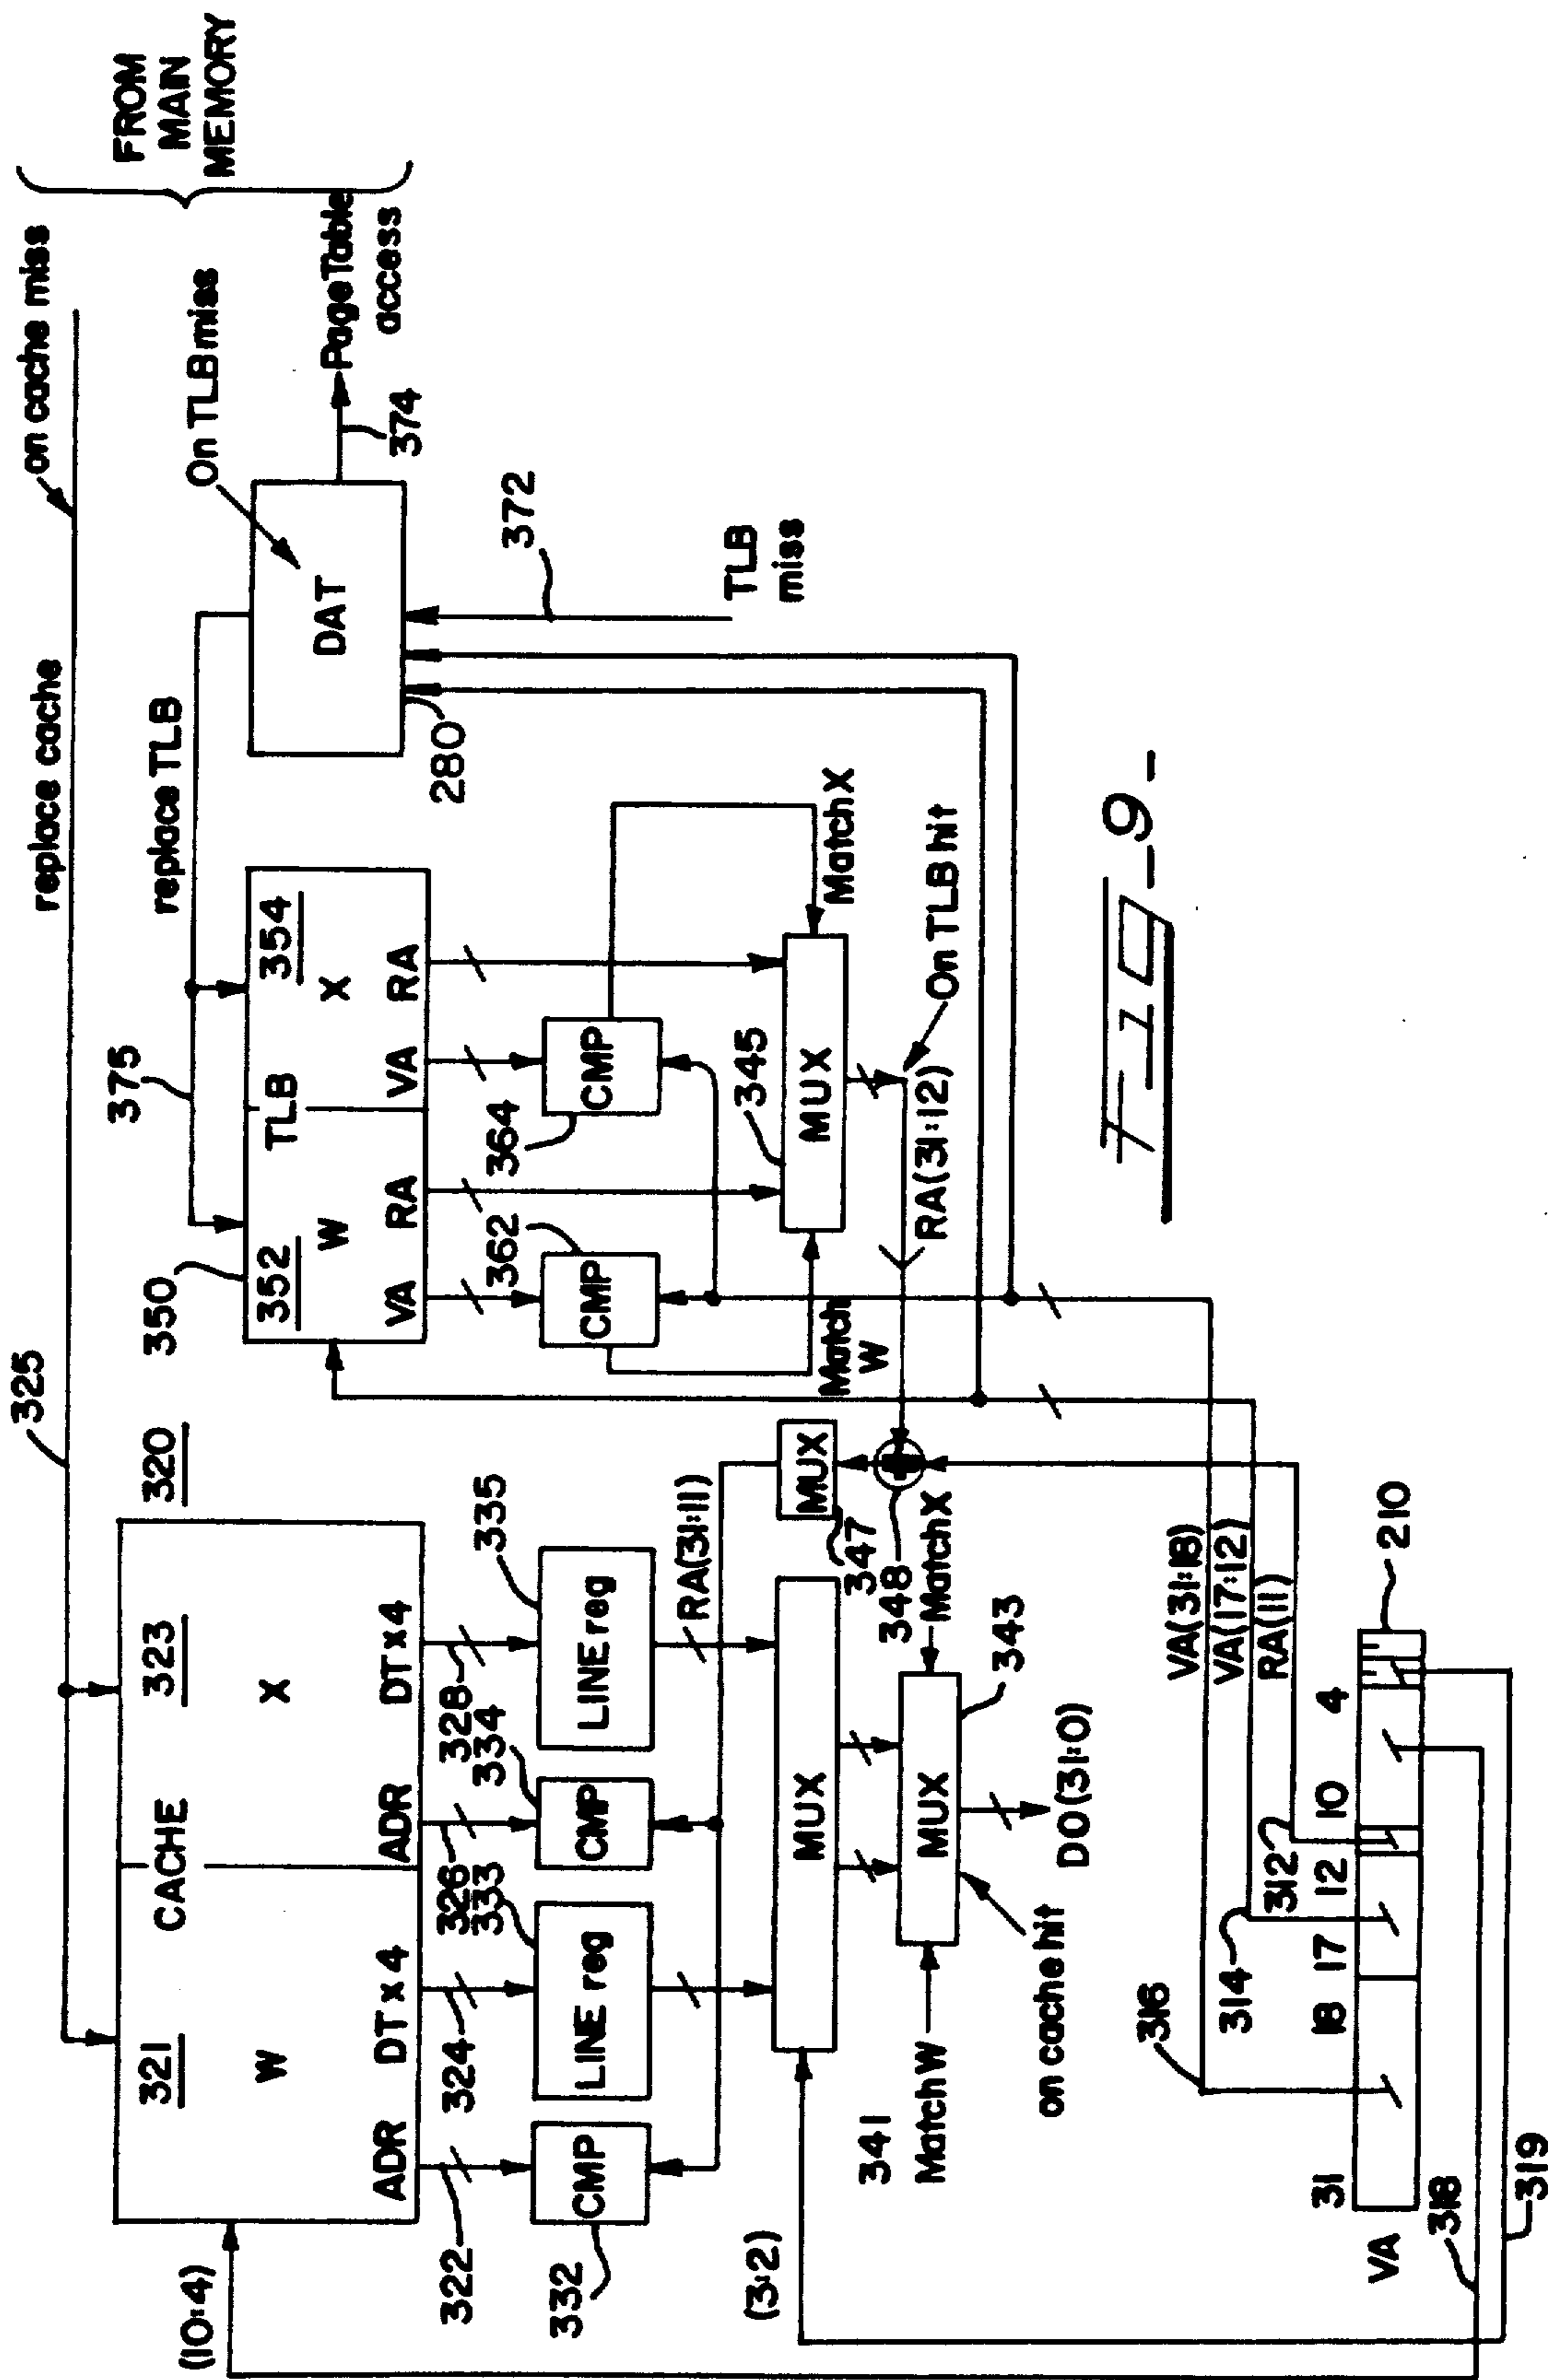 on cache miss
replace cache
325
FROM
MAIN
MEMORY
Page Table
access
374
On TLB miss
DAT
280
372
TLB
miss
replace TLB
375
350
352
W
TLB
354
X
VA
RA
VA
RA
362
CMP
364
CMP
345
MUX
Match X
Match
W
On TLB hit
RA(31:12)
320
321
W
CACHE
323
X
ADR
DT x 4
ADR
DT x 4
(10:4)
322
324
326
328
332
CMP
333
LINE reg
334
CMP
335
LINE reg
RA(31:11)
MUX
347
348
MUX
(3:2)
341
Match W
MUX
Match X
343
on cache hit
DO(31:0)
VA(31:18)
VA(17:12)
RA(11)
316
314
312
VA
31
18
17
12
10
4
210
318
319
FIG-9-